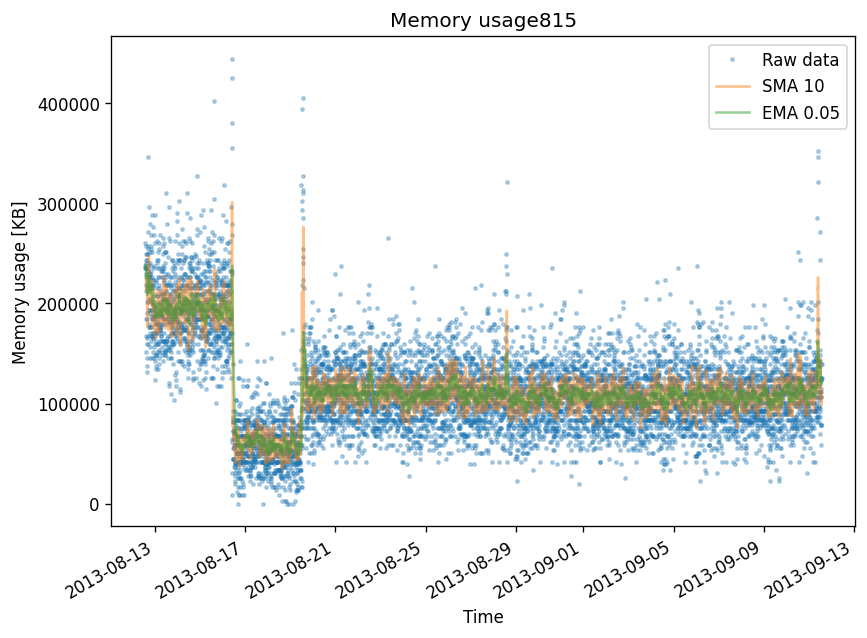 Memory usage815
Raw data
SMA 10
EMA 0.05
Memory usage [KB]
400000
300000
200000
100000
0
2013-08-13
2013-08-17
2013-08-21
2013-08-25
2013-08-29
2013-09-01
2013-09-05
2013-09-09
2013-09-13
Time